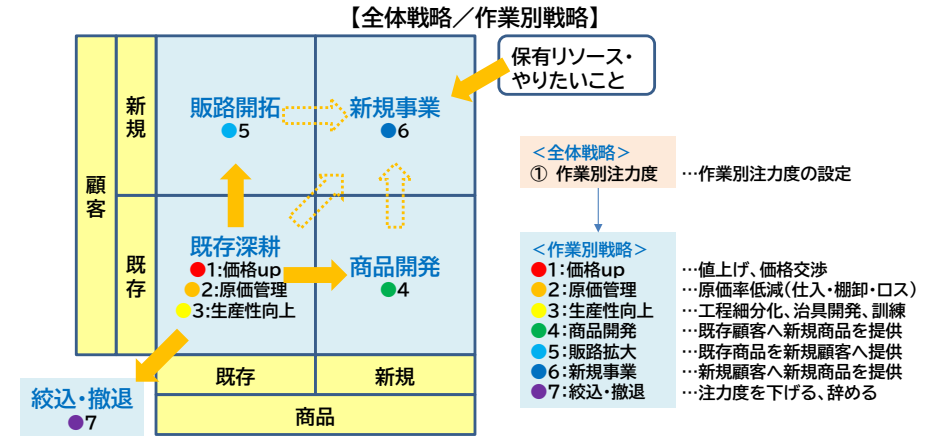 【全体戦略／作業別戦略】
保有リソース・
やりたいこと
顧客
新規
販路開拓
●5
新規事業
●6
既存
既存深耕
●1:価格up
●2:原価管理
●3:生産性向上
商品開発
●4
既存
新規
商品
絞込・撤退
●7
＜全体戦略＞
① 作業別注力度 …作業別注力度の設定
＜作業別戦略＞
●1:価格up …値上げ、価格交渉
●2:原価管理 …原価率低減(仕入・棚卸・ロス)
●3:生産性向上 …工程細分化、治具開発、訓練
●4:商品開発 …既存顧客へ新規商品を提供
●5:販路拡大 …既存商品を新規顧客へ提供
●6:新規事業 …新規顧客へ新規商品を提供
●7:絞込・撤退 …注力度を下げる、辞める